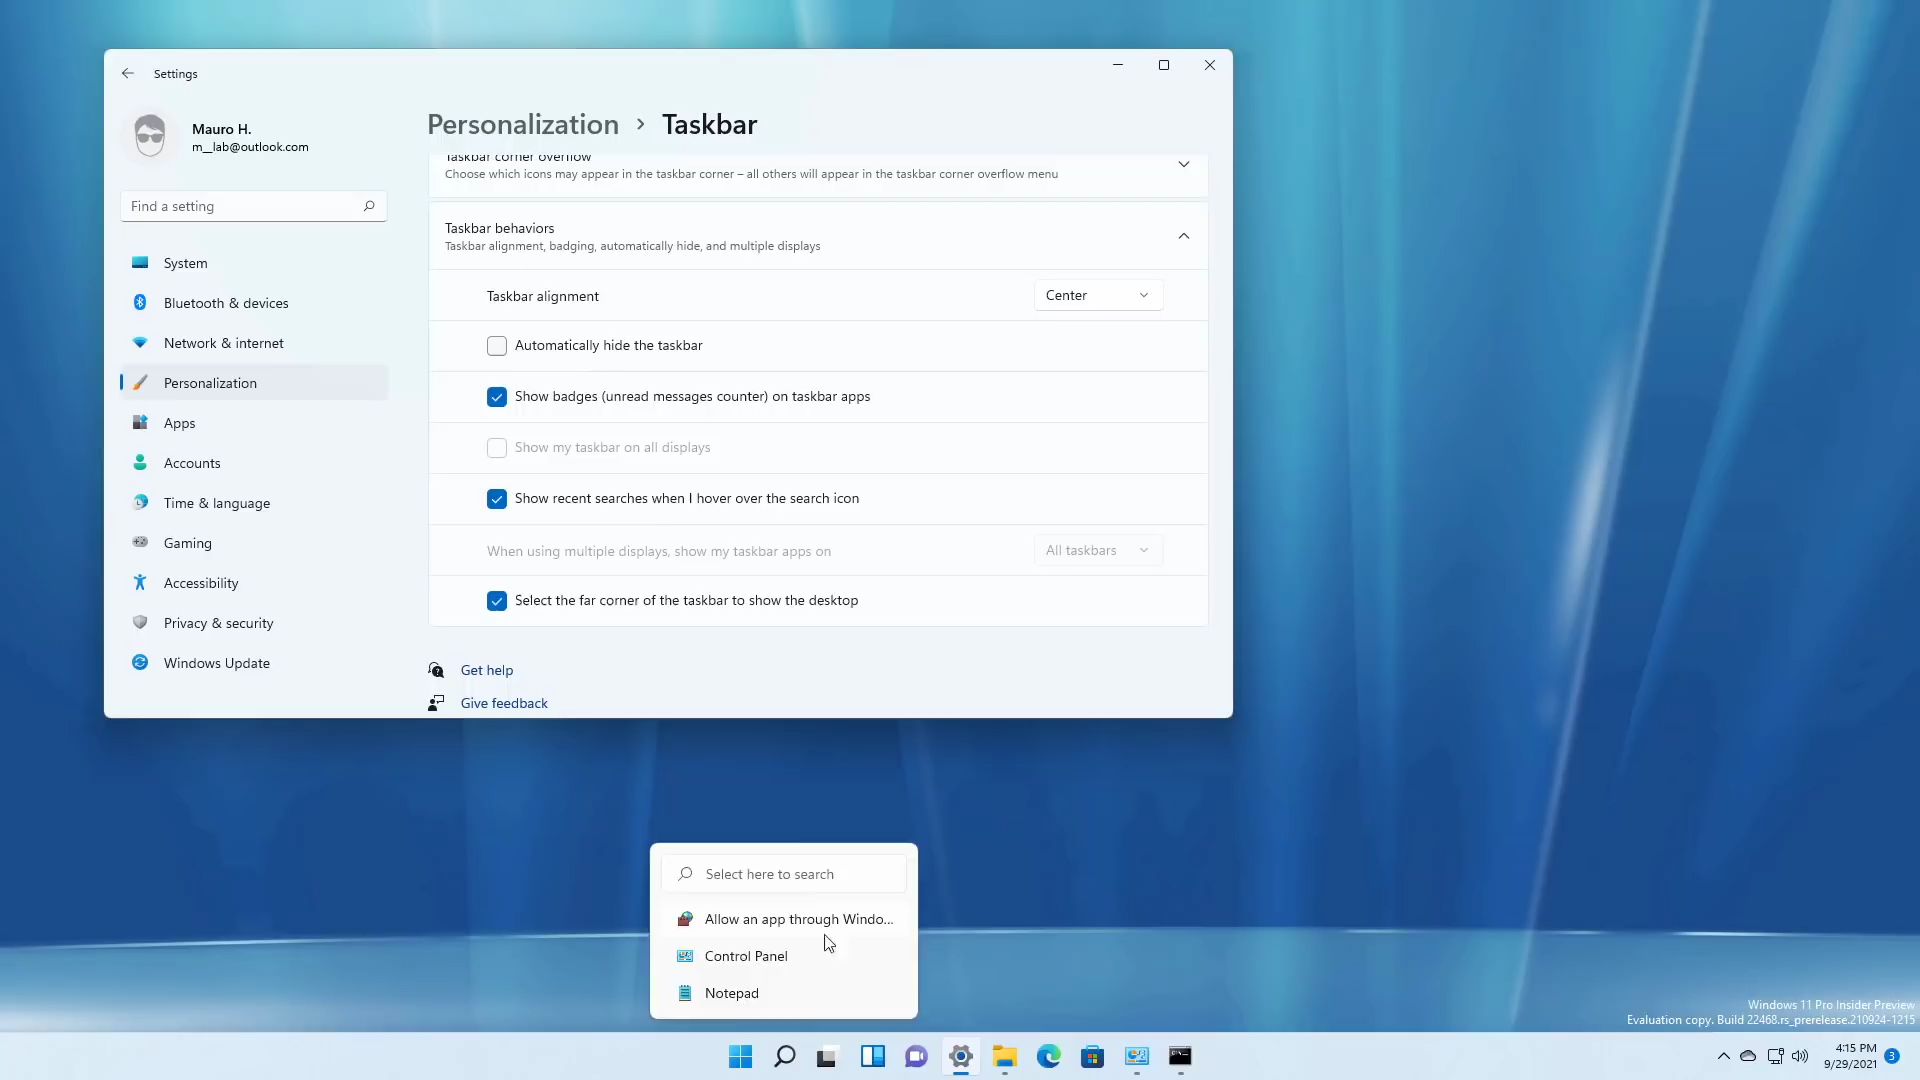 Settings
Mauro H.
m__lab@outlook.com
Find a setting
System
Bluetooth & devices
Network & internet
Personalization
Apps
Accounts
Time & language
Gaming
Accessibility
Privacy & security
Windows Update
Personalization > Taskbar
Taskbar corner overflow
Choose which icons may appear in the taskbar corner – all others will appear in the taskbar corner overflow menu
Taskbar behaviors
Taskbar alignment, badging, automatically hide, and multiple displays
Taskbar alignment
Center
Automatically hide the taskbar
Show badges (unread messages counter) on taskbar apps
Show my taskbar on all displays
Show recent searches when I hover over the search icon
When using multiple displays, show my taskbar apps on
All taskbars
Select the far corner of the taskbar to show the desktop
Get help
Give feedback
Select here to search
Allow an app through Windo...
Control Panel
Notepad
Windows 11 Pro Insider Preview
Evaluation copy. Build 22468.rs_prerelease.210924-1215
4:15 PM
9/29/2021
3